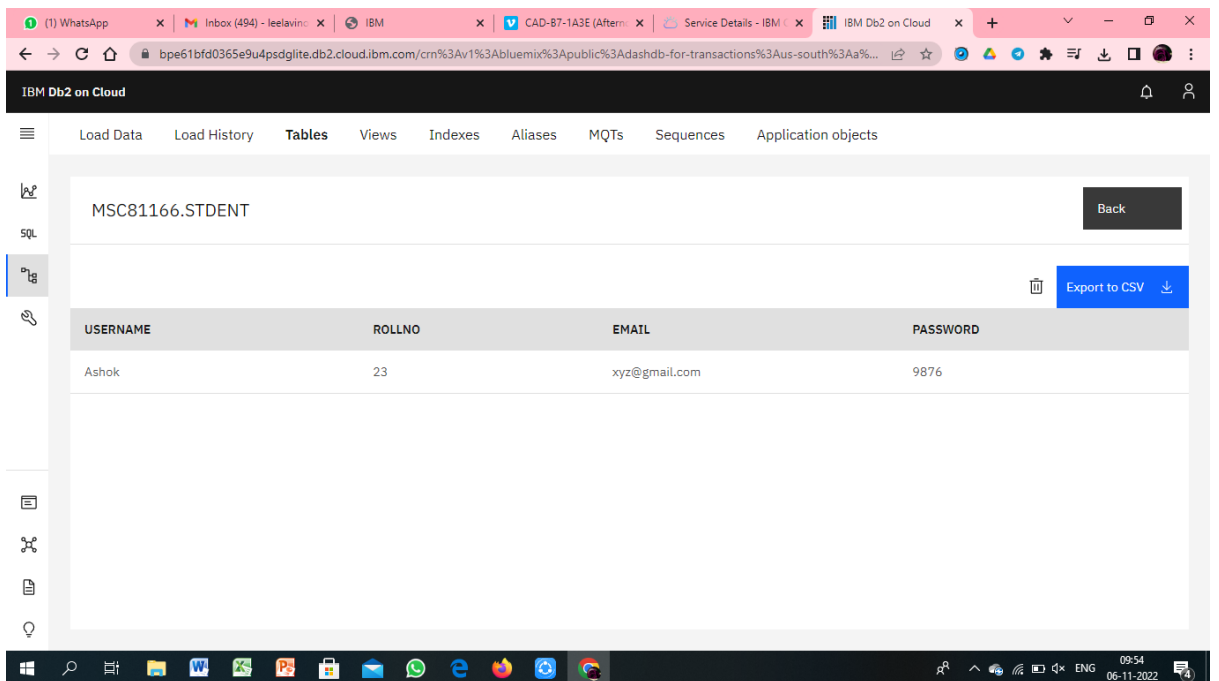 (1) WhatsApp
Inbox (494) - leelavinc
IBM
CAD-B7-1A3E (Afterno
Service Details - IBM C
IBM Db2 on Cloud
bpe61bfd0365e9u4psdglite.db2.cloud.ibm.com/crn%3Av1%3Abluemix%3Apublic%3Adashdb-for-transactions%3Aus-south%3Aa%...
IBM Db2 on Cloud
Load Data Load History Tables Views Indexes Aliases MQTs Sequences Application objects
MSC81166.STDENT
Back
SQL
Export to CSV
USERNAME ROLLNO EMAIL PASSWORD
Ashok 23 xyz@gmail.com 9876
ENG
09:54
06-11-2022
4